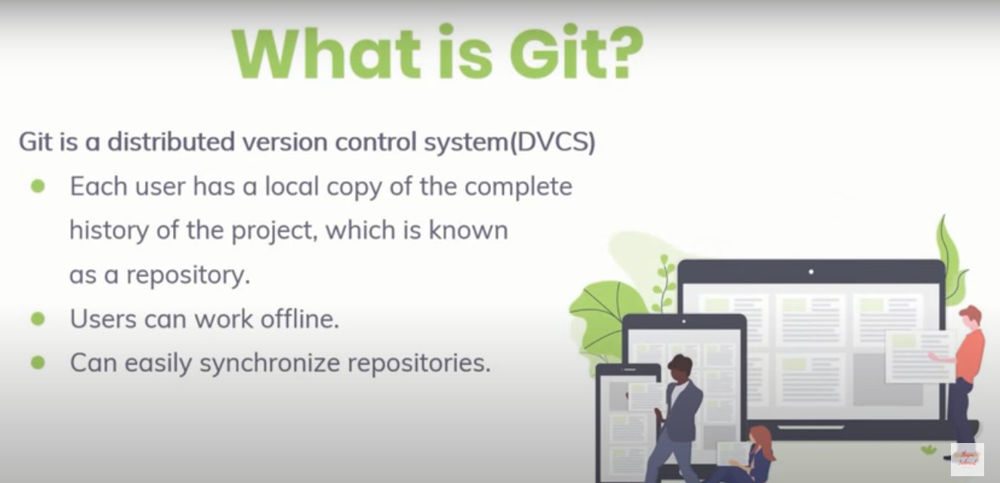 What is Git?
Git is a distributed version control system(DVCS)
Each user has a local copy of the complete
history of the project, which is known
as a repository.
Users can work offline.
Can easily synchronize repositories.